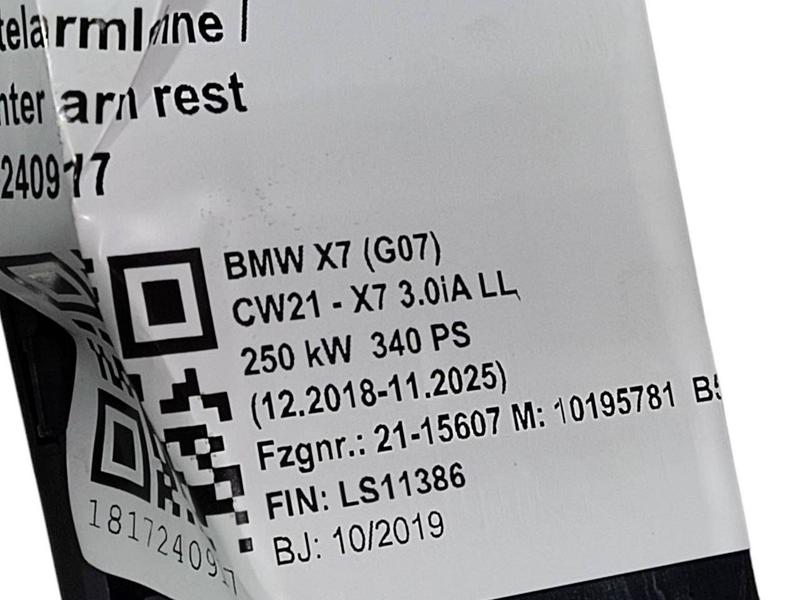 telarmlehne /
nter arm rest
240917
BMW X7 (G07)
CW21 - X7 3.0iA LL
250 kW 340 PS
(12.2018-11.2025)
Fzgnr.: 21-15607 M: 10195781 B5
FIN: LS11386
BJ: 10/2019